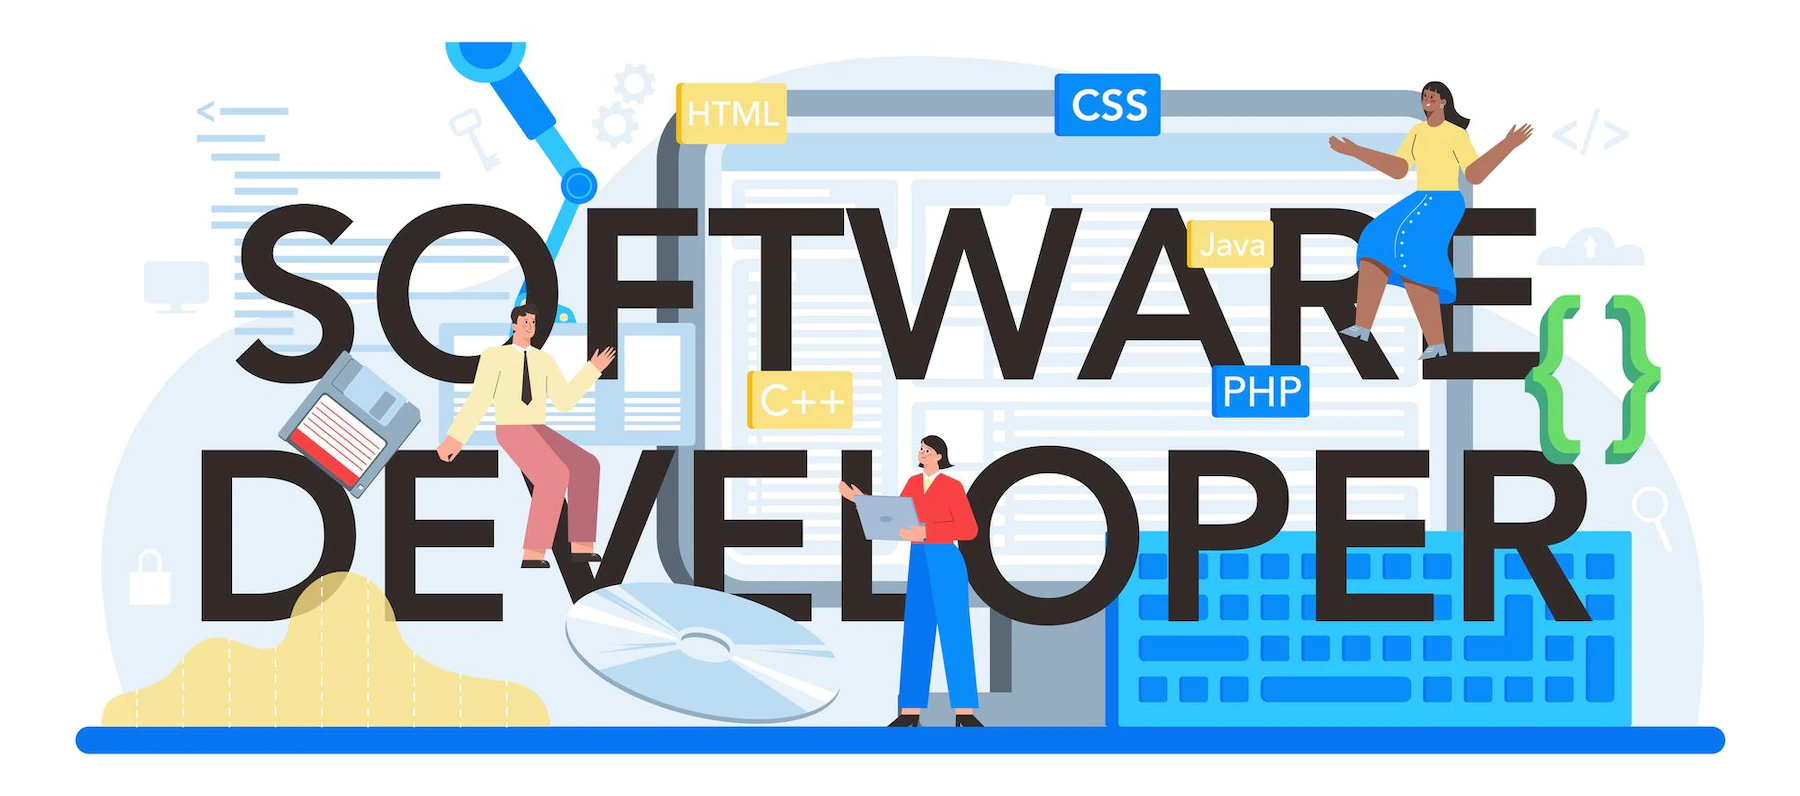 HTML
CSS
</>
SOFTWARE
Java
{ }
C++
PHP
DEVELOPER